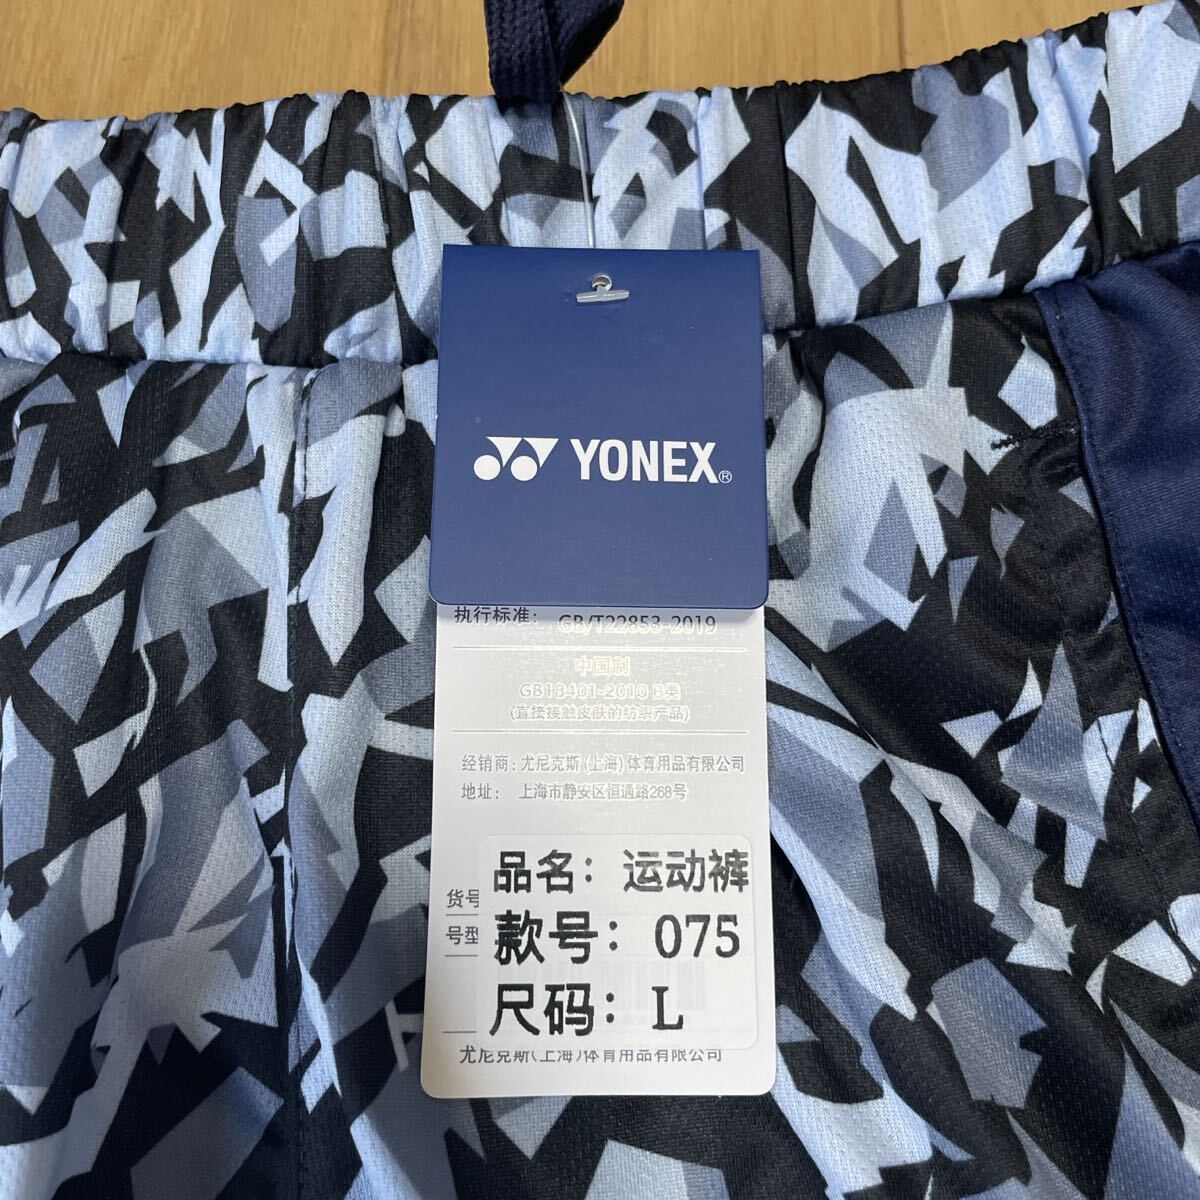 YONEX®
执行标准: GB/T22853-2019
中国制
GB18401-2010 B类
(直接接触皮肤的纺织产品)
经销商: 尤尼克斯 (上海) 体育用品有限公司
地址: 上海市静安区恒通路268号
货号
号型
品名: 运动裤
款号: 075
尺码: L
尤尼克斯(上海)体育用品有限公司